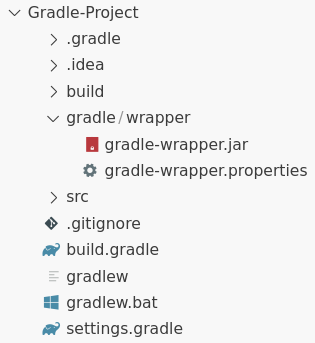 Gradle-Project
.gradle
.idea
build
gradle/wrapper
gradle-wrapper.jar
gradle-wrapper.properties
src
.gitignore
build.gradle
gradlew
gradlew.bat
settings.gradle